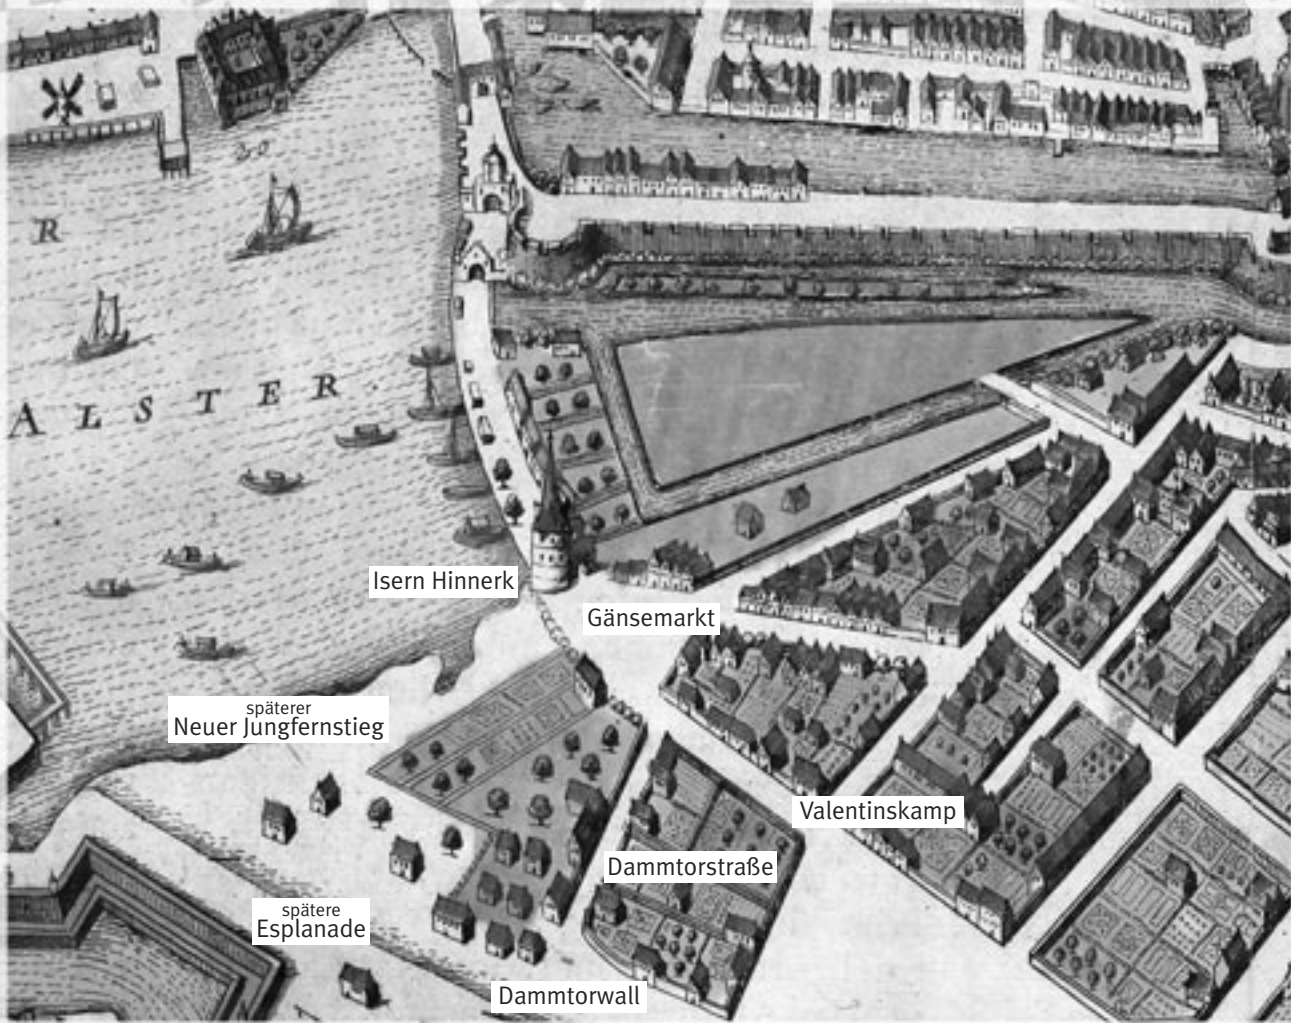 R
ALSTER
Isern Hinnerk
Gänsemarkt
späterer
Neuer Jungfernstieg
Valentinskamp
Dammtorstraße
spätere
Esplanade
Dammtorwall